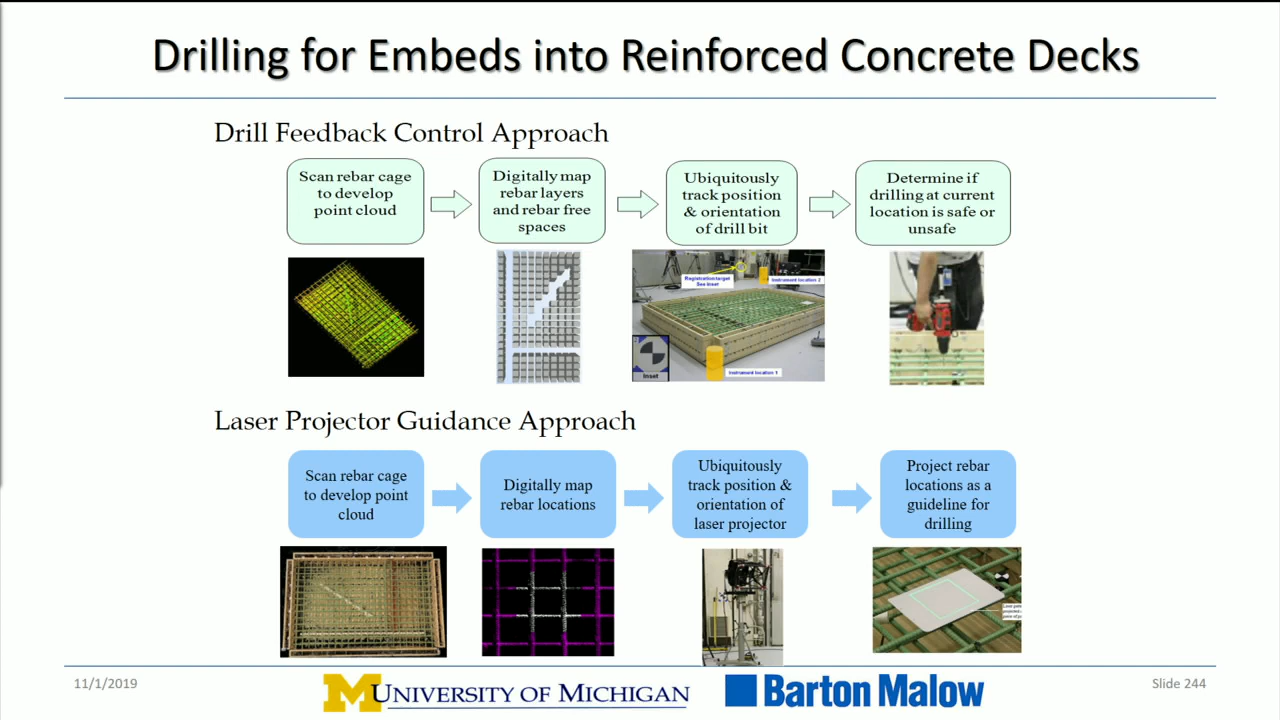 Drilling for Embeds into Reinforced Concrete Decks
Drill Feedback Control Approach
Scan rebar cage
to develop
point cloud
Digitally map
rebar layers
and rebar free
spaces
Ubiquitously
track position
& orientation
of drill bit
Determine if
drilling at current
location is safe or
unsafe
Registration target
See Inset
Instrument location 2
Inset
Instrument location 1
Laser Projector Guidance Approach
Scan rebar cage
to develop point
cloud
Digitally map
rebar locations
Ubiquitously
track position &
orientation of
laser projector
Project rebar
locations as a
guideline for
drilling
11/1/2019
M UNIVERSITY OF MICHIGAN
Barton Malow
Slide 244